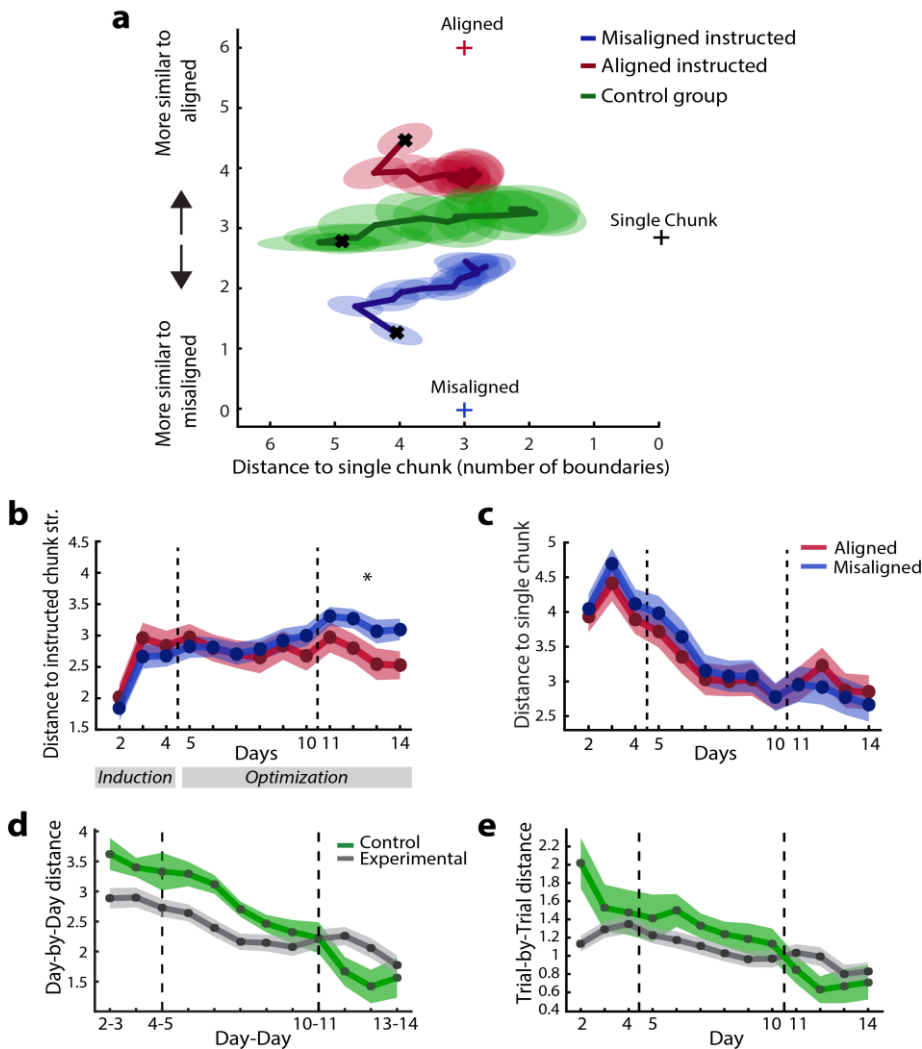 a
Aligned
Misaligned instructed
Aligned instructed
Control group
More similar to
aligned
More similar to
misaligned
6
5
4
3
2
1
0
Single Chunk
Misaligned
6 5 4 3 2 1 0
Distance to single chunk (number of boundaries)
b
Distance to instructed chunk str.
4.5
4
3.5
3
2.5
2
1.5
*
2 4 5 10 11 14
Days
Induction
Optimization
c
Distance to single chunk
5
4.5
4
3.5
3
2.5
Aligned
Misaligned
2 4 5 10 11 14
Days
d
Day-by-Day distance
4
3.5
3
2.5
2
1.5
Control
Experimental
2-3 4-5 10-11 13-14
Day-Day
e
Trial-by-Trial distance
2.2
2
1.8
1.6
1.4
1.2
1
0.8
0.6
0.4
2 4 5 10 11 14
Day